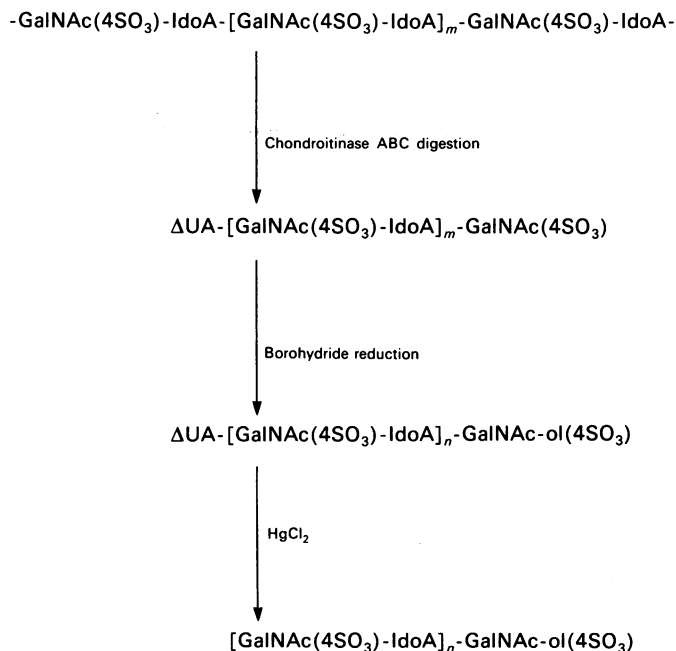 -GalNAc(4SO₃)-IdoA-[GalNAc(4SO₃)-IdoA]ₘ-GalNAc(4SO₃)-IdoA-
Chondroitinase ABC digestion
ΔUA-[GalNAc(4SO₃)-IdoA]ₘ-GalNAc(4SO₃)
Borohydride reduction
ΔUA-[GalNAc(4SO₃)-IdoA]ₙ-GalNAc-ol(4SO₃)
HgCl₂
[GalNAc(4SO₃)-IdoA]ₙ-GalNAc-ol(4SO₃)